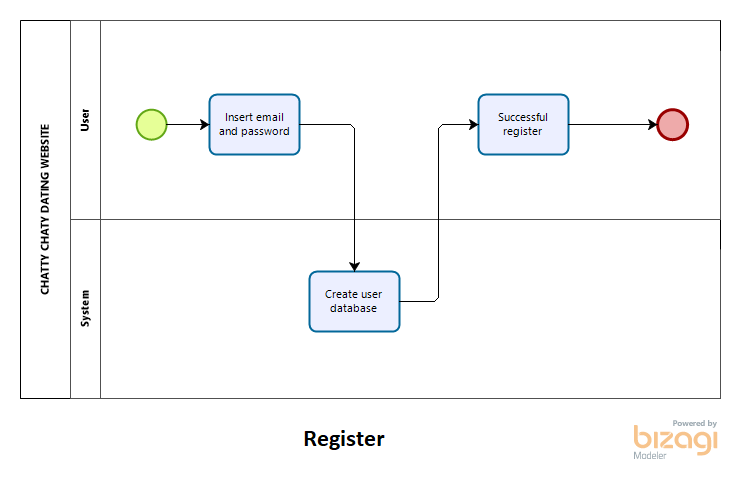 CHATTY CHATY DATING WEBSITE
User
Insert email
and password
Successful
register
System
Create user
database
Register
Powered by
bizagi
Modeler